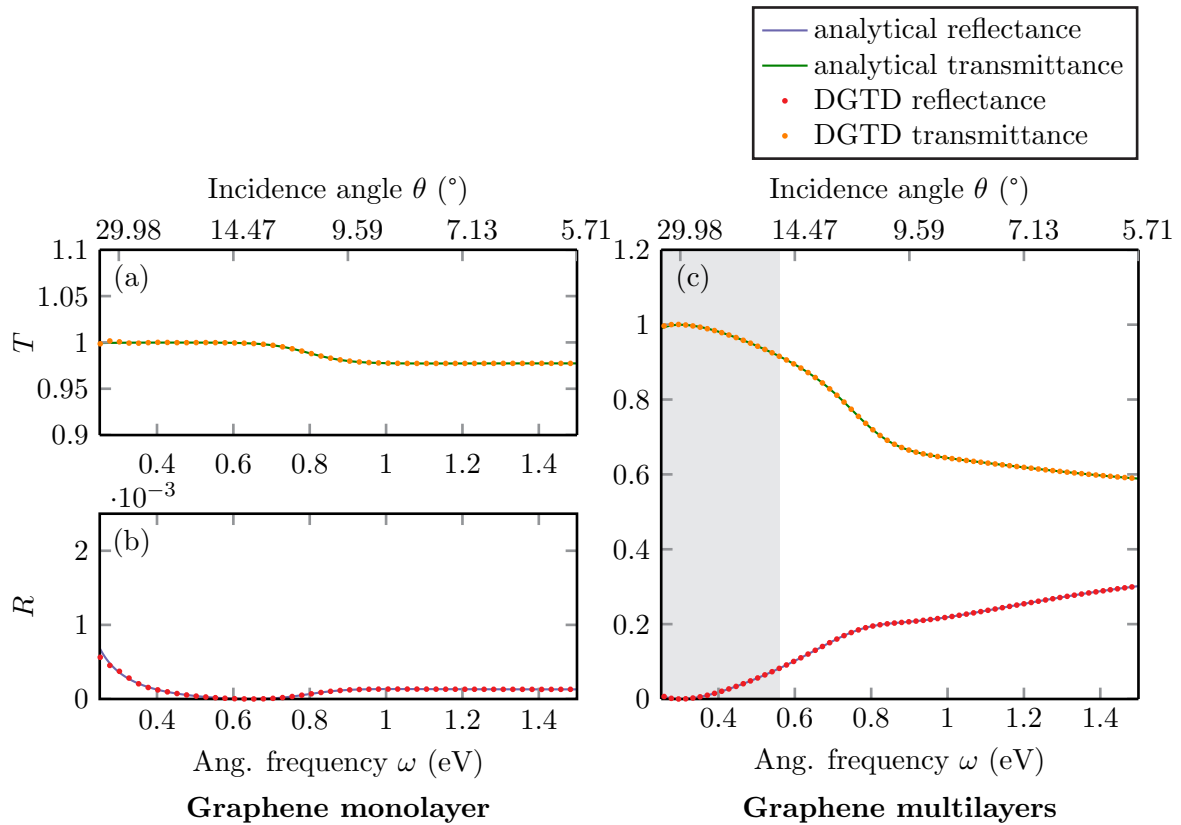 analytical reflectance
analytical transmittance
DGTD reflectance
DGTD transmittance
Incidence angle θ (°)
29.98 14.47 9.59 7.13 5.71
1.1
1.05
1
0.95
0.9
T
(a)
0.4 0.6 0.8 1 1.2 1.4
·10⁻³
2
1
0
R
(b)
0.4 0.6 0.8 1 1.2 1.4
Ang. frequency ω (eV)
Graphene monolayer
Incidence angle θ (°)
29.98 14.47 9.59 7.13 5.71
1.2
1
0.8
0.6
0.4
0.2
0
(c)
0.4 0.6 0.8 1 1.2 1.4
Ang. frequency ω (eV)
Graphene multilayers